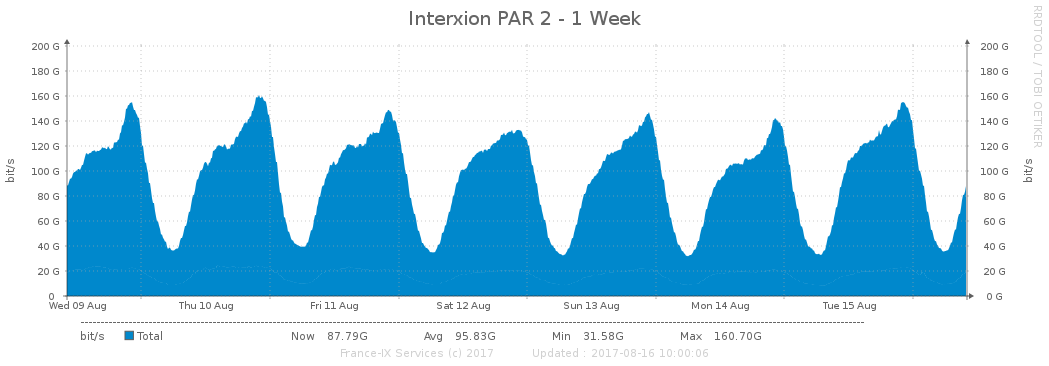 Interxion PAR 2 - 1 Week
RRDTOOL / TOBI OETIKER
bit/s
200 G 200 G
180 G 180 G
160 G 160 G
140 G 140 G
120 G 120 G
100 G 100 G
80 G 80 G
60 G 60 G
40 G 40 G
20 G 20 G
0 0 G
bit/s
Wed 09 Aug Thu 10 Aug Fri 11 Aug Sat 12 Aug Sun 13 Aug Mon 14 Aug Tue 15 Aug
bit/s Total Now 87.79G Avg 95.83G Min 31.58G Max 160.70G
France-IX Services (c) 2017 Updated : 2017-08-16 10:00:06